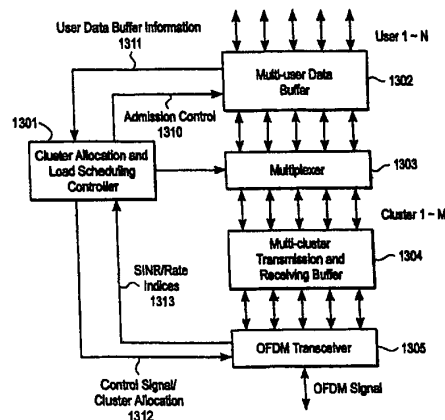 User Data Buffer Information
1311
User 1 ~ N
Multi-user Data
Buffer
1302
1301
Admission Control
1310
Cluster Allocation and
Load Scheduling
Controller
Multiplexer
1303
Cluster 1 ~ M
Multi-cluster
Transmission and
Receiving Buffer
1304
SINR/Rate
Indices
1313
OFDM Transceiver
1305
Control Signal/
Cluster Allocation
1312
OFDM Signal